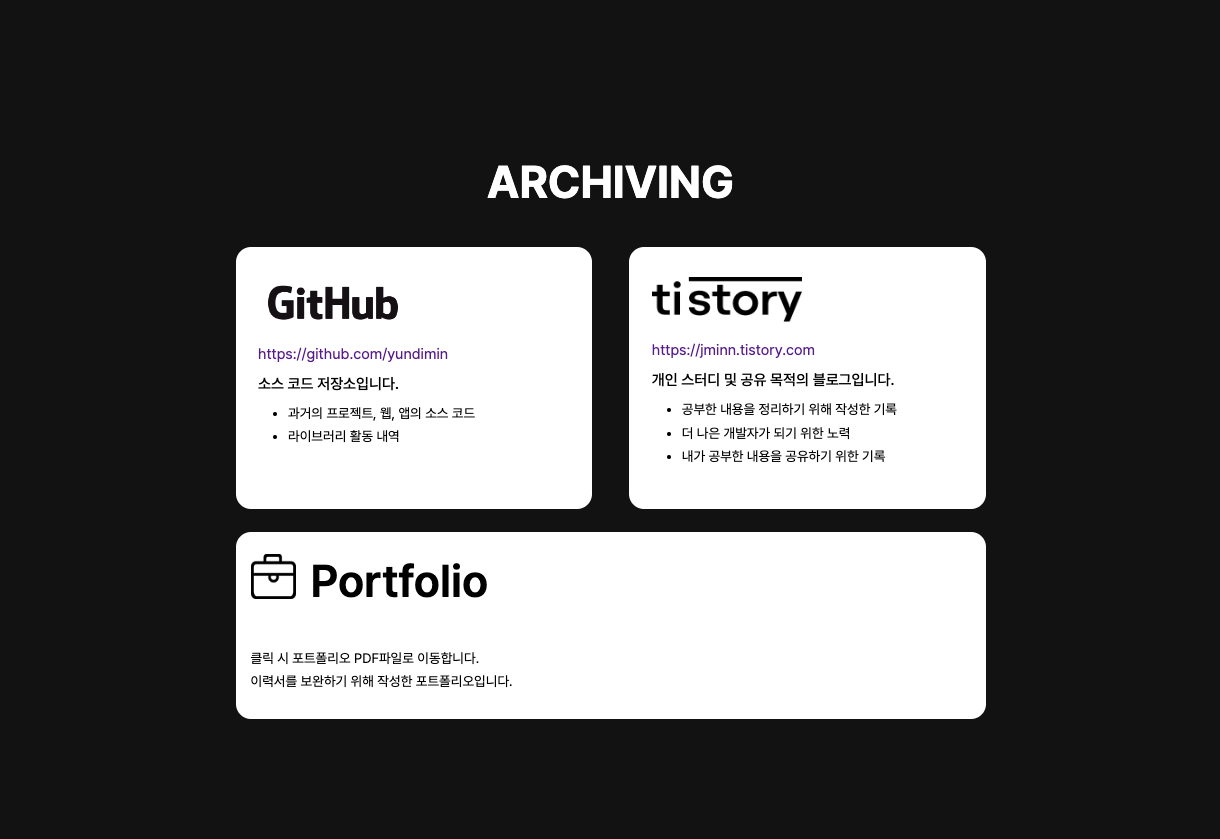 ARCHIVING
GitHub
https://github.com/yundimin
소스 코드 저장소입니다.
• 과거의 프로젝트, 웹, 앱의 소스 코드
• 라이브러리 활동 내역
tistory
https://jminn.tistory.com
개인 스터디 및 공유 목적의 블로그입니다.
• 공부한 내용을 정리하기 위해 작성한 기록
• 더 나은 개발자가 되기 위한 노력
• 내가 공부한 내용을 공유하기 위한 기록
Portfolio
클릭 시 포트폴리오 PDF파일로 이동합니다.
이력서를 보완하기 위해 작성한 포트폴리오입니다.